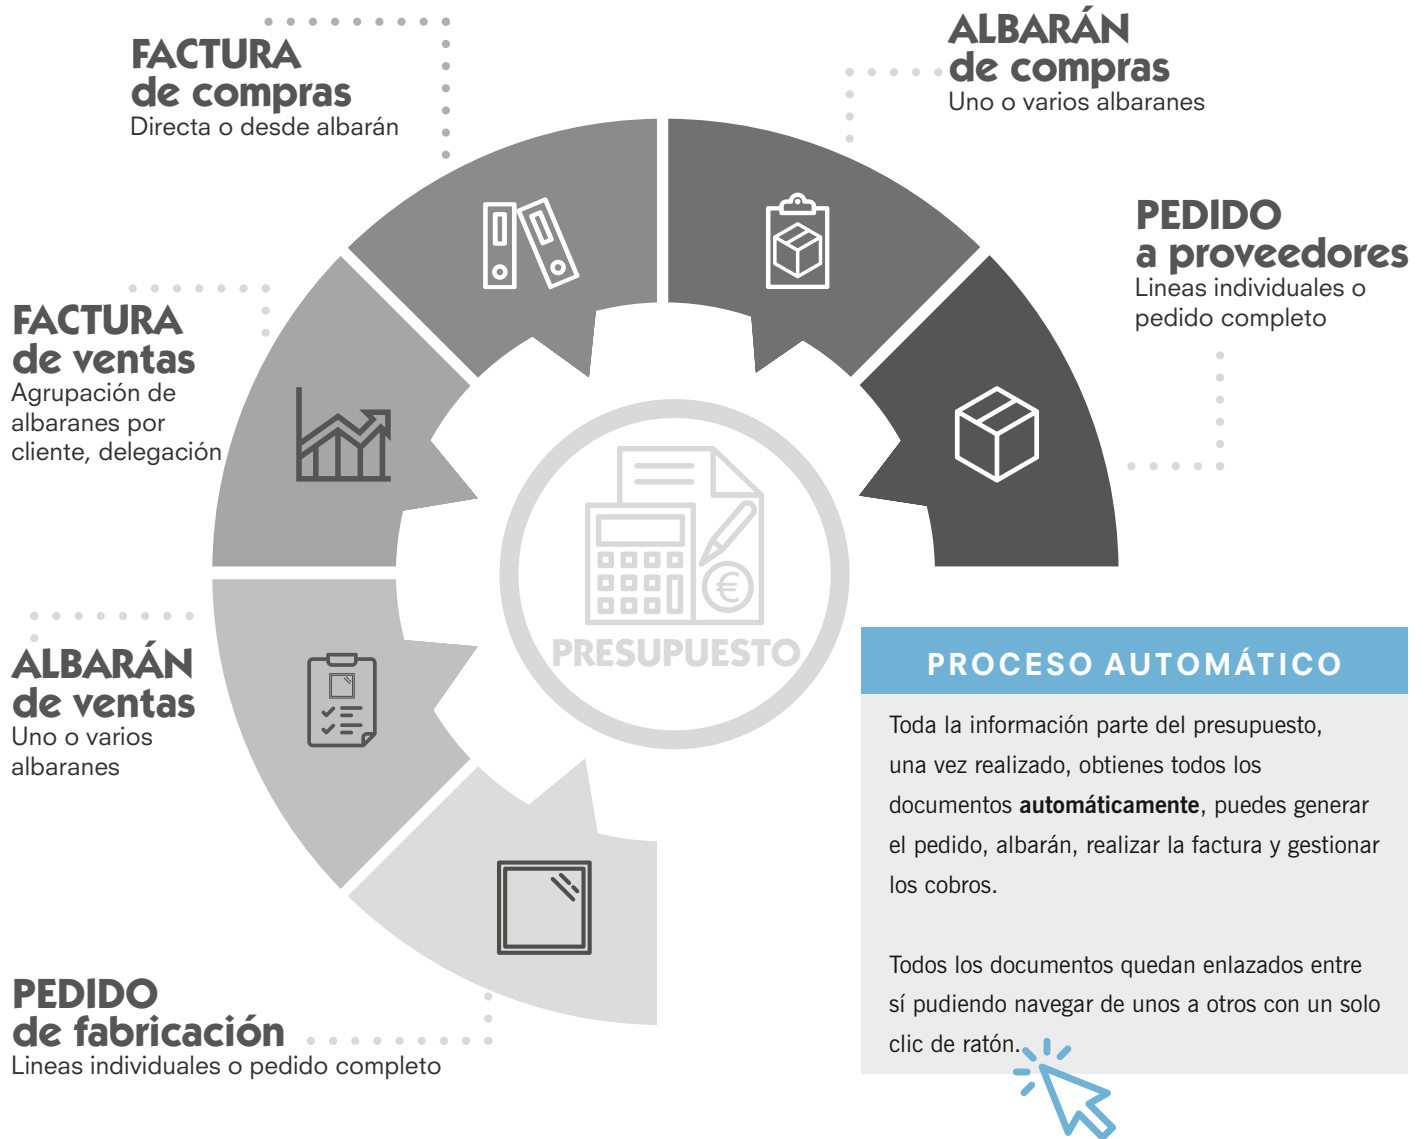 FACTURA
de compras
Directa o desde albarán
ALBARÁN
de compras
Uno o varios albaranes
PEDIDO
a proveedores
Lineas individuales o
pedido completo
FACTURA
de ventas
Agrupación de
albaranes por
cliente, delegación
€
PRESUPUESTO
ALBARÁN
de ventas
Uno o varios
albaranes
PEDIDO
de fabricación
Lineas individuales o pedido completo
PROCESO AUTOMÁTICO
Toda la información parte del presupuesto,
una vez realizado, obtienes todos los
documentos automáticamente, puedes generar
el pedido, albarán, realizar la factura y gestionar
los cobros.
Todos los documentos quedan enlazados entre
sí pudiendo navegar de unos a otros con un solo
clic de ratón.